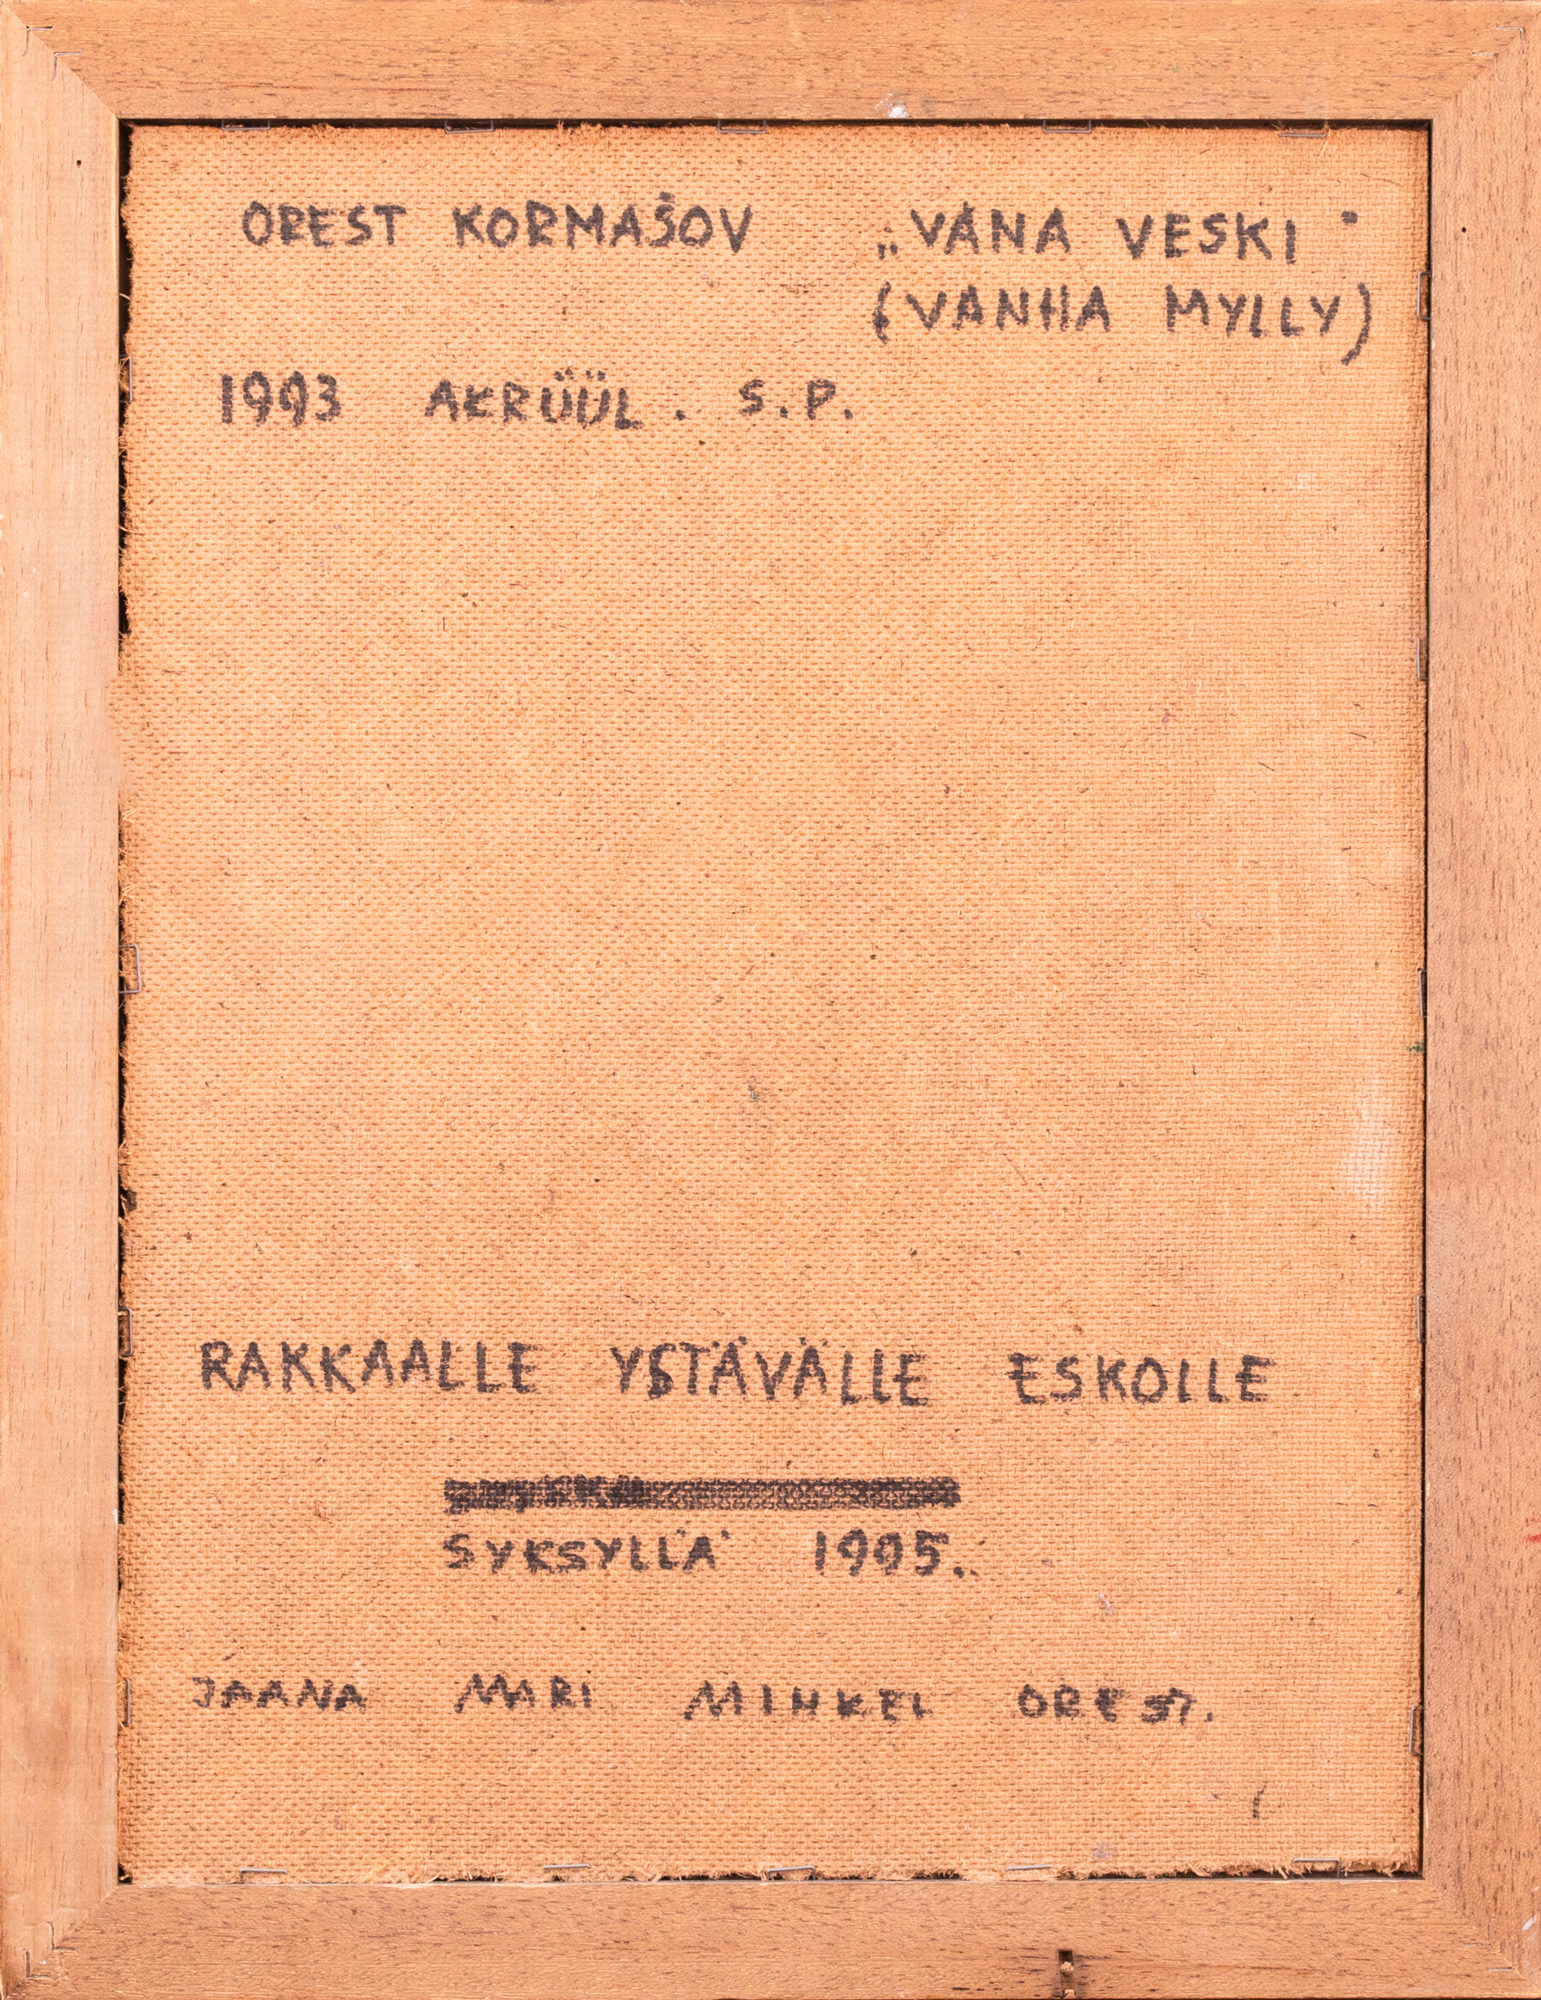 OREST KORMAŠOV „VANA VESKI"
(VANHA MYLLY)
1993 AKRÜÜL. S.P.
RAKKAALLE YSTÄVÄLLE ESKOLLE
SYKSYLLÄ 1995.
JAANA MARI MIHKEL OREST.